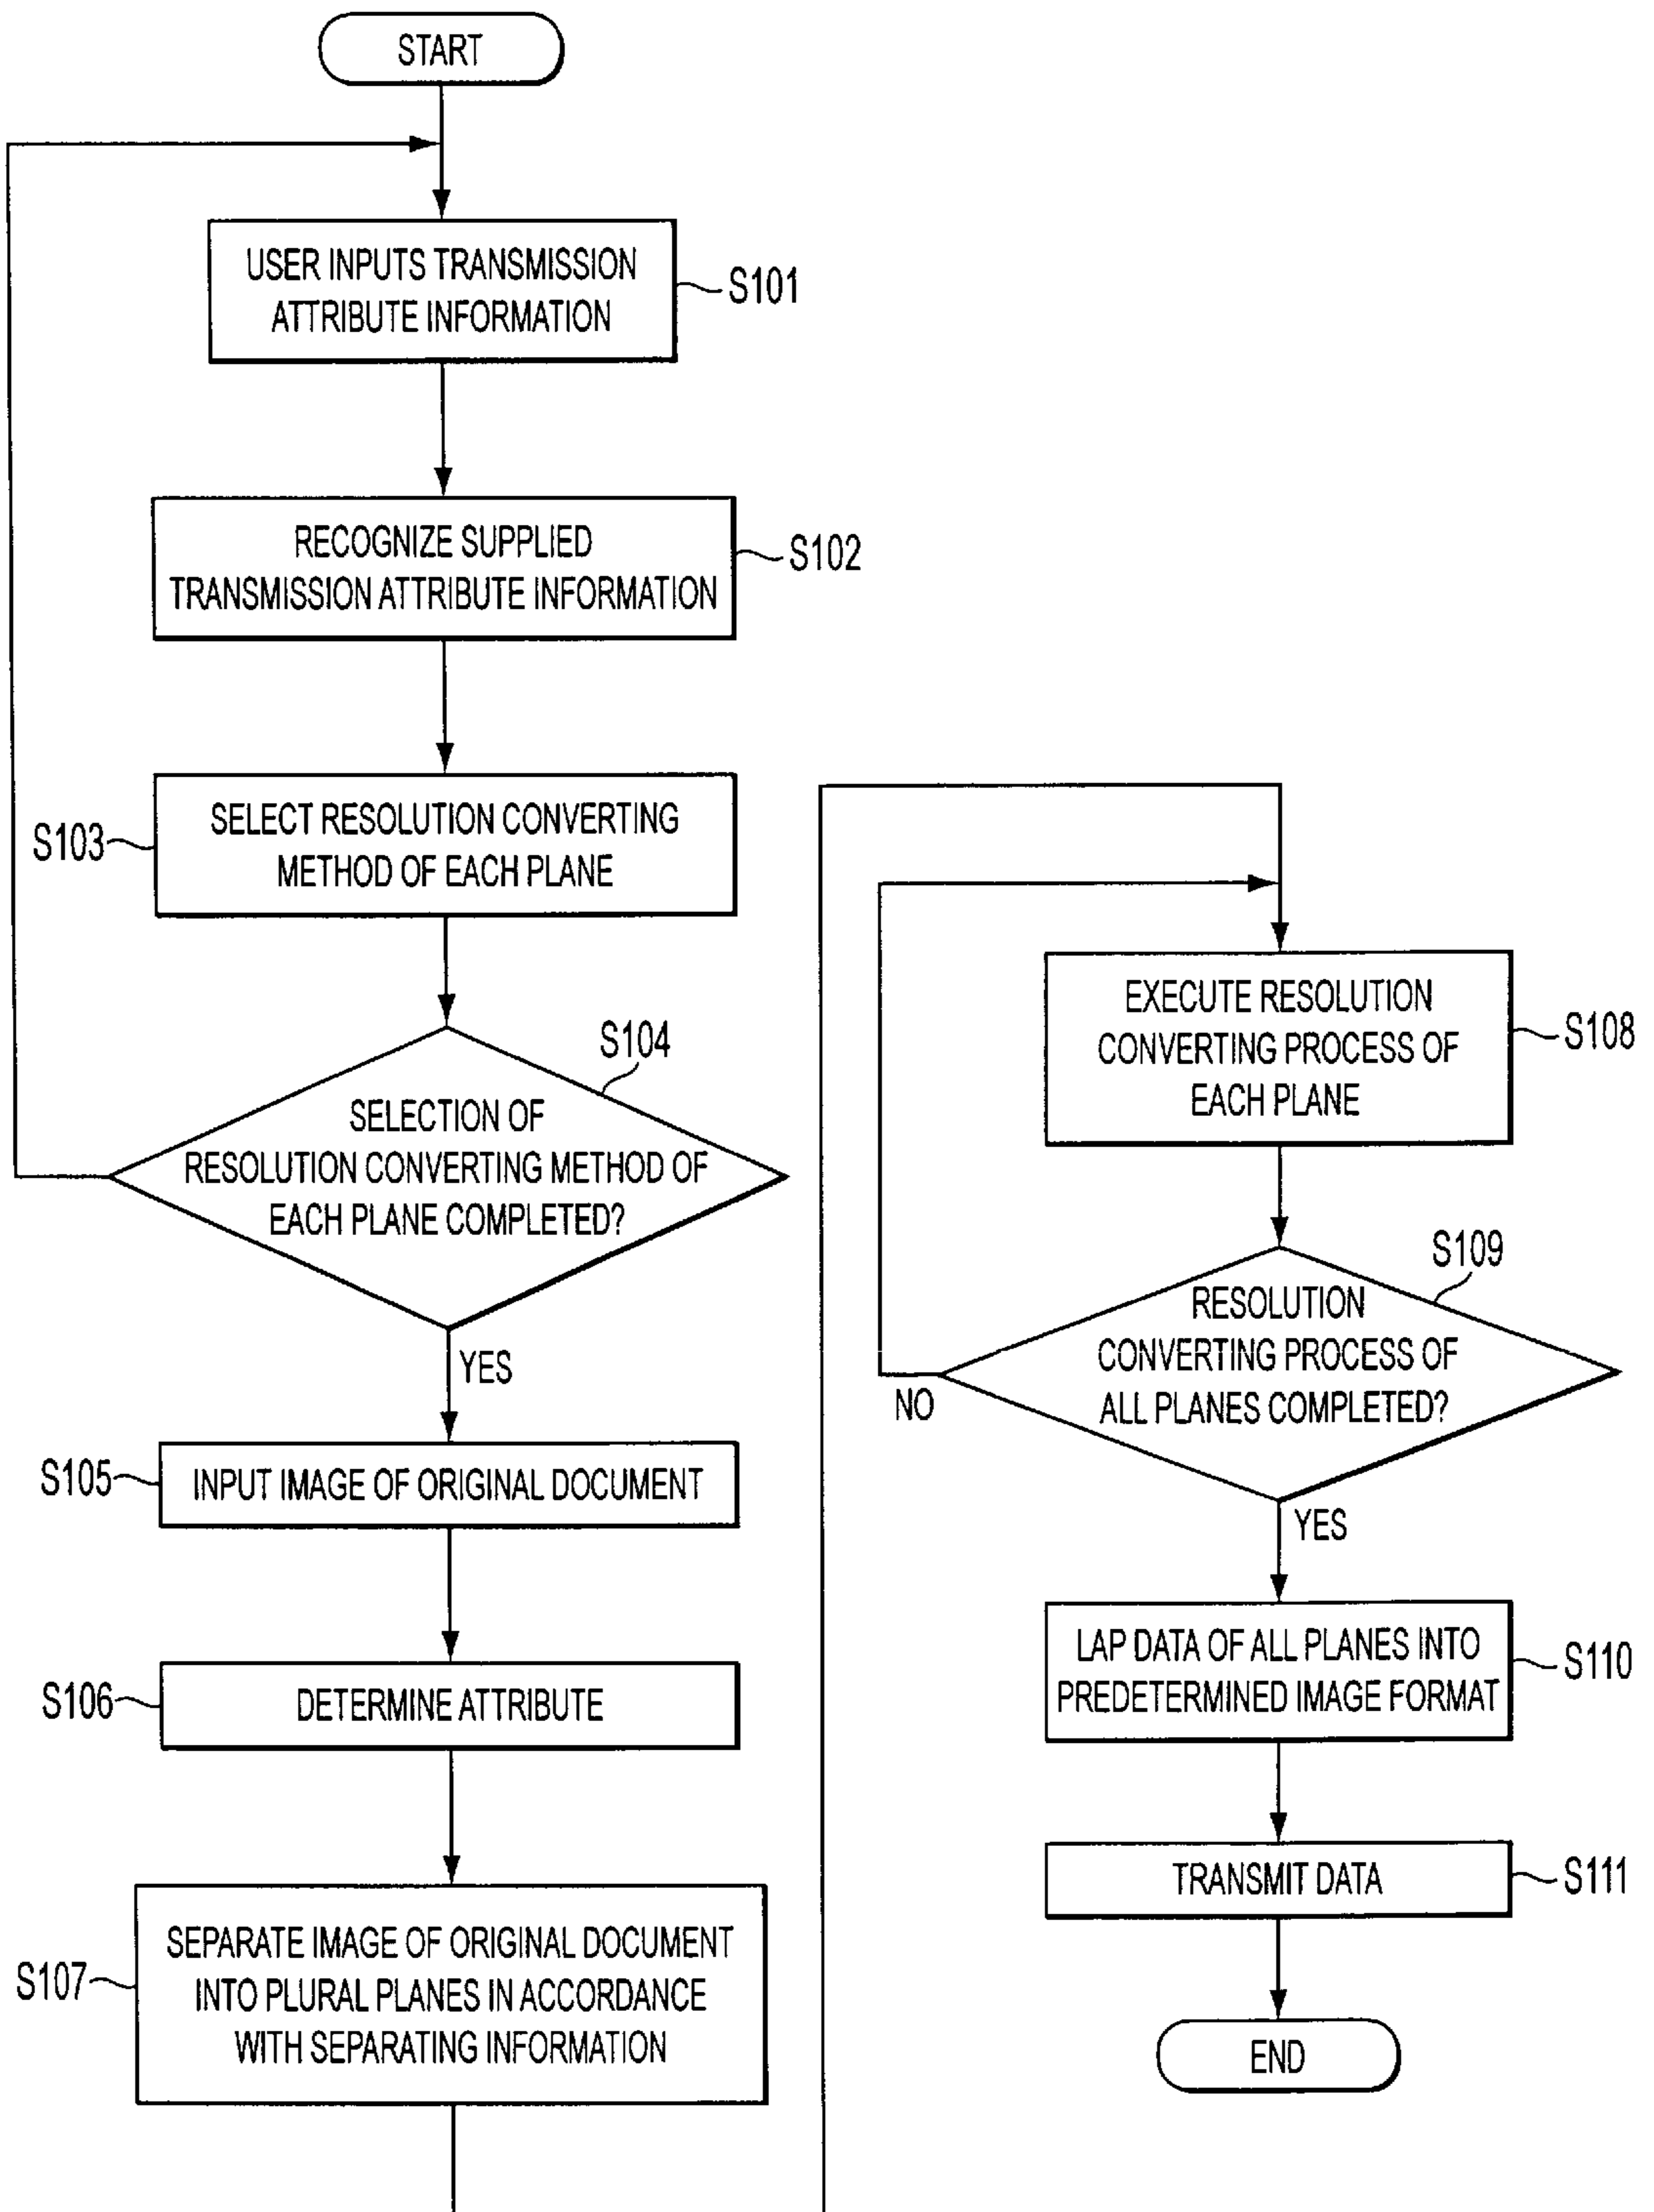 START
USER INPUTS TRANSMISSION
ATTRIBUTE INFORMATION
S101
RECOGNIZE SUPPLIED
TRANSMISSION ATTRIBUTE INFORMATION
S102
SELECT RESOLUTION CONVERTING
METHOD OF EACH PLANE
S103
S104
SELECTION OF
RESOLUTION CONVERTING METHOD OF
EACH PLANE COMPLETED?
YES
S105
INPUT IMAGE OF ORIGINAL DOCUMENT
S106
DETERMINE ATTRIBUTE
S107
SEPARATE IMAGE OF ORIGINAL DOCUMENT
INTO PLURAL PLANES IN ACCORDANCE
WITH SEPARATING INFORMATION
EXECUTE RESOLUTION
CONVERTING PROCESS OF
EACH PLANE
S108
S109
RESOLUTION
CONVERTING PROCESS OF
ALL PLANES COMPLETED?
NO
YES
LAP DATA OF ALL PLANES INTO
PREDETERMINED IMAGE FORMAT
S110
TRANSMIT DATA
S111
END